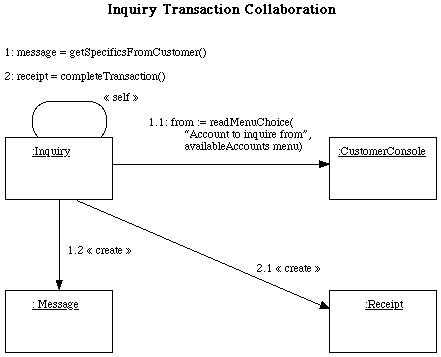 Inquiry Transaction Collaboration
1: message = getSpecificsFromCustomer()
2: receipt = completeTransaction()
« self »
1.1: from := readMenuChoice(
“Account to inquire from”,
availableAccounts menu)
:Inquiry
:CustomerConsole
1.2 « create »
2.1 « create »
: Message
:Receipt